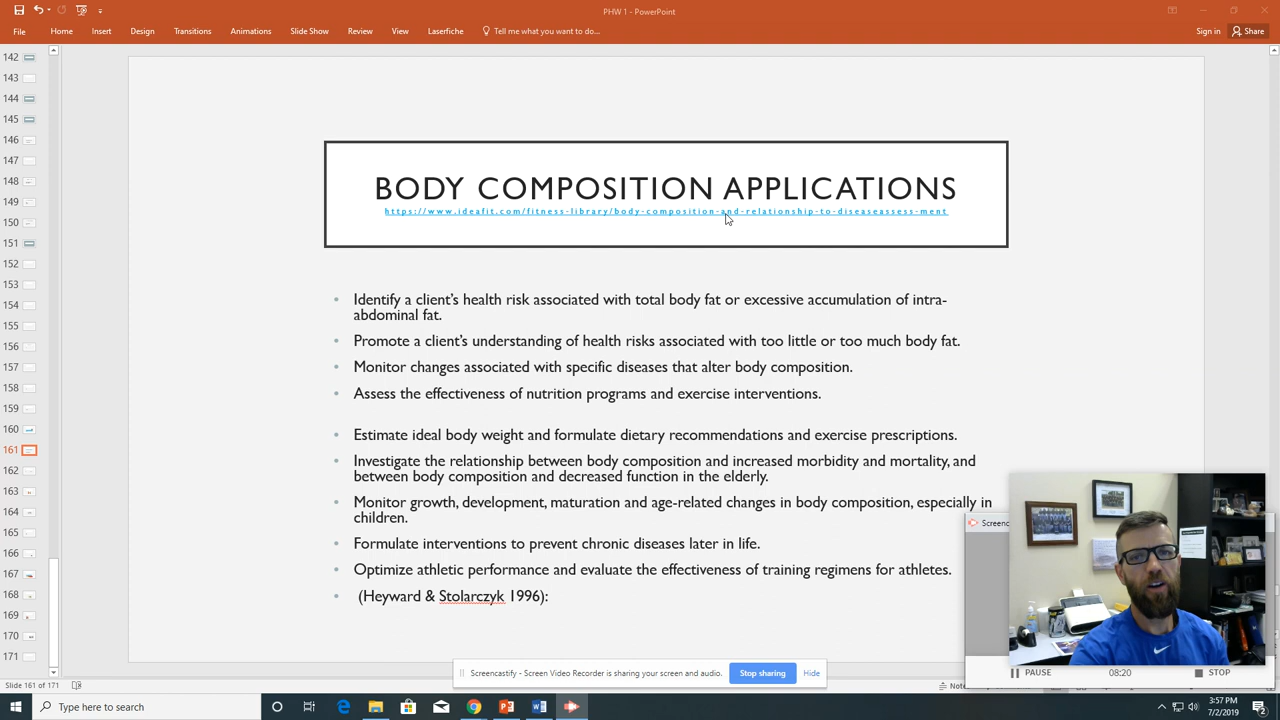 PHW 1 - PowerPoint
File Home Insert Design Transitions Animations Slide Show Review View Laserfiche Tell me what you want to do... Sign in Share
142
143
144
145
146
147
148
151
152
153
154
155
156
157
158
159
160
161
162
163
164
165
166
167
168
169
170
171
BODY COMPOSITION APPLICATIONS
https://www.ideafit.com/fitness-library/body-composition-and-relationship-to-diseaseassess-ment
• Identify a client's health risk associated with total body fat or excessive accumulation of intra-
abdominal fat.
• Promote a client's understanding of health risks associated with too little or too much body fat.
• Monitor changes associated with specific diseases that alter body composition.
• Assess the effectiveness of nutrition programs and exercise interventions.
• Estimate ideal body weight and formulate dietary recommendations and exercise prescriptions.
• Investigate the relationship between body composition and increased morbidity and mortality, and
between body composition and decreased function in the elderly.
• Monitor growth, development, maturation and age-related changes in body composition, especially in
children.
• Formulate interventions to prevent chronic diseases later in life.
• Optimize athletic performance and evaluate the effectiveness of training regimens for athletes.
• (Heyward & Stolarczyk 1996):
Screenc
Screencastify - Screen Video Recorder is sharing your screen and audio. Stop sharing Hide
PAUSE 08:20 STOP
Slide 161 of 171
Type here to search
3:57 PM
7/2/2019